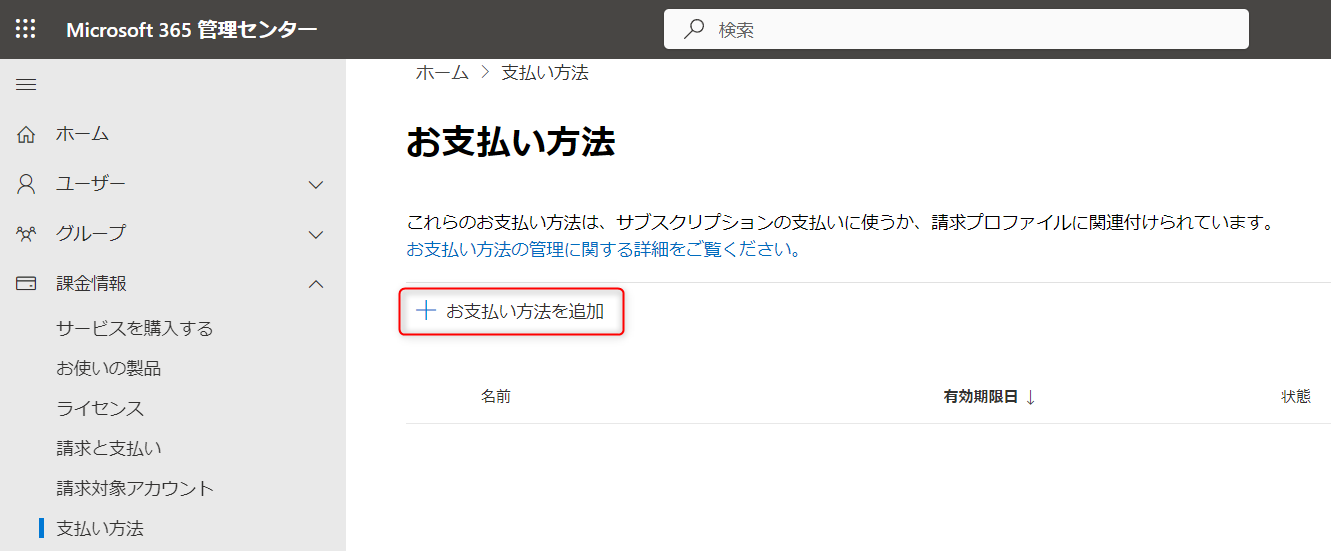 Microsoft 365 管理センター
検索
ホーム
ユーザー
グループ
課金情報
サービスを購入する
お使いの製品
ライセンス
請求と支払い
請求対象アカウント
支払い方法
ホーム > 支払い方法
お支払い方法
これらのお支払い方法は、サブスクリプションの支払いに使うか、請求プロファイルに関連付けられています。
お支払い方法の管理に関する詳細をご覧ください。
+ お支払い方法を追加
名前 有効期限日 ↓ 状態